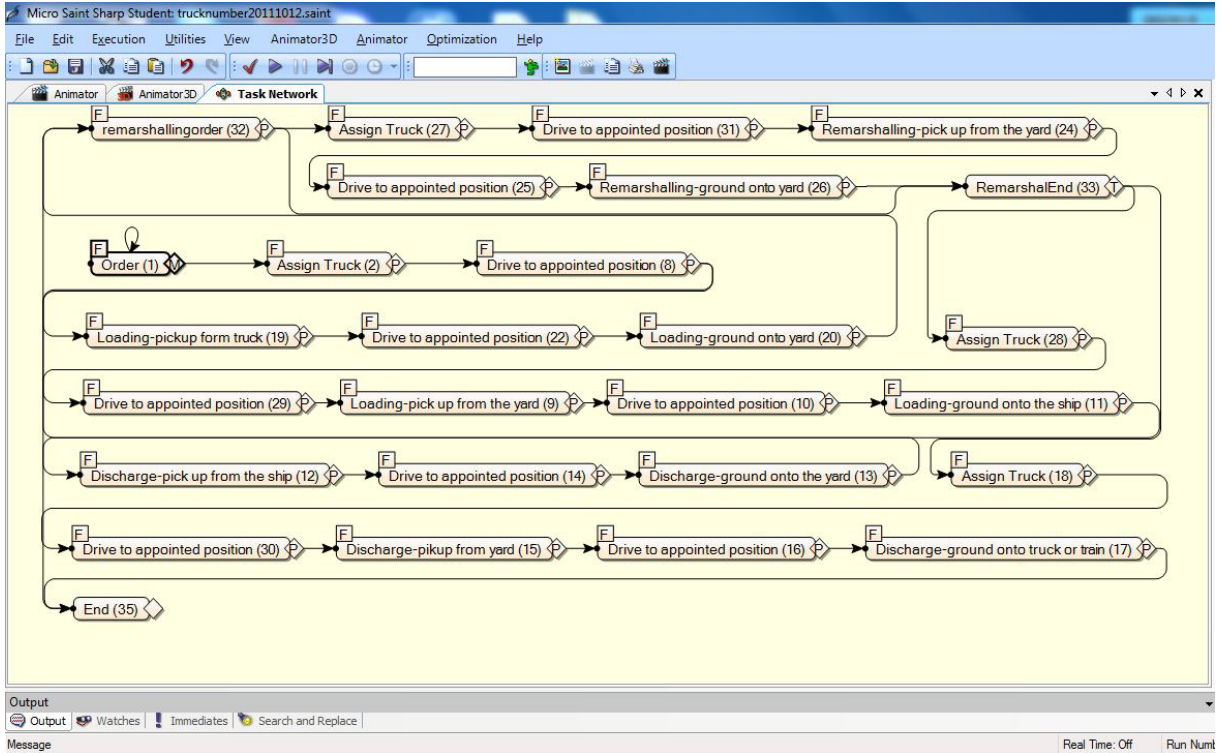 Micro Saint Sharp Student: trucknumber20111012.saint
File Edit Execution Utilities View Animator3D Animator Optimization Help
Animator Animator3D Task Network
F F F F
remarshallingorder (32) P Assign Truck (27) P Drive to appointed position (31) P Remarshalling-pick up from the yard (24) P
F F
Drive to appointed position (25) P Remarshalling-ground onto yard (26) P RemarshalEnd (33) T
F F F
Order (1) M Assign Truck (2) P Drive to appointed position (8) P
F F F F
Loading-pickup form truck (19) P Drive to appointed position (22) P Loading-ground onto yard (20) P Assign Truck (28) P
F F F F
Drive to appointed position (29) P Loading-pick up from the yard (9) P Drive to appointed position (10) P Loading-ground onto the ship (11) P
F F F F
Discharge-pick up from the ship (12) P Drive to appointed position (14) P Discharge-ground onto the yard (13) P Assign Truck (18) P
F F F F
Drive to appointed position (30) P Discharge-pikup from yard (15) P Drive to appointed position (16) P Discharge-ground onto truck or train (17) P
End (35)
Output
Output Watches Immediates Search and Replace
Message Real Time: Off Run Numb